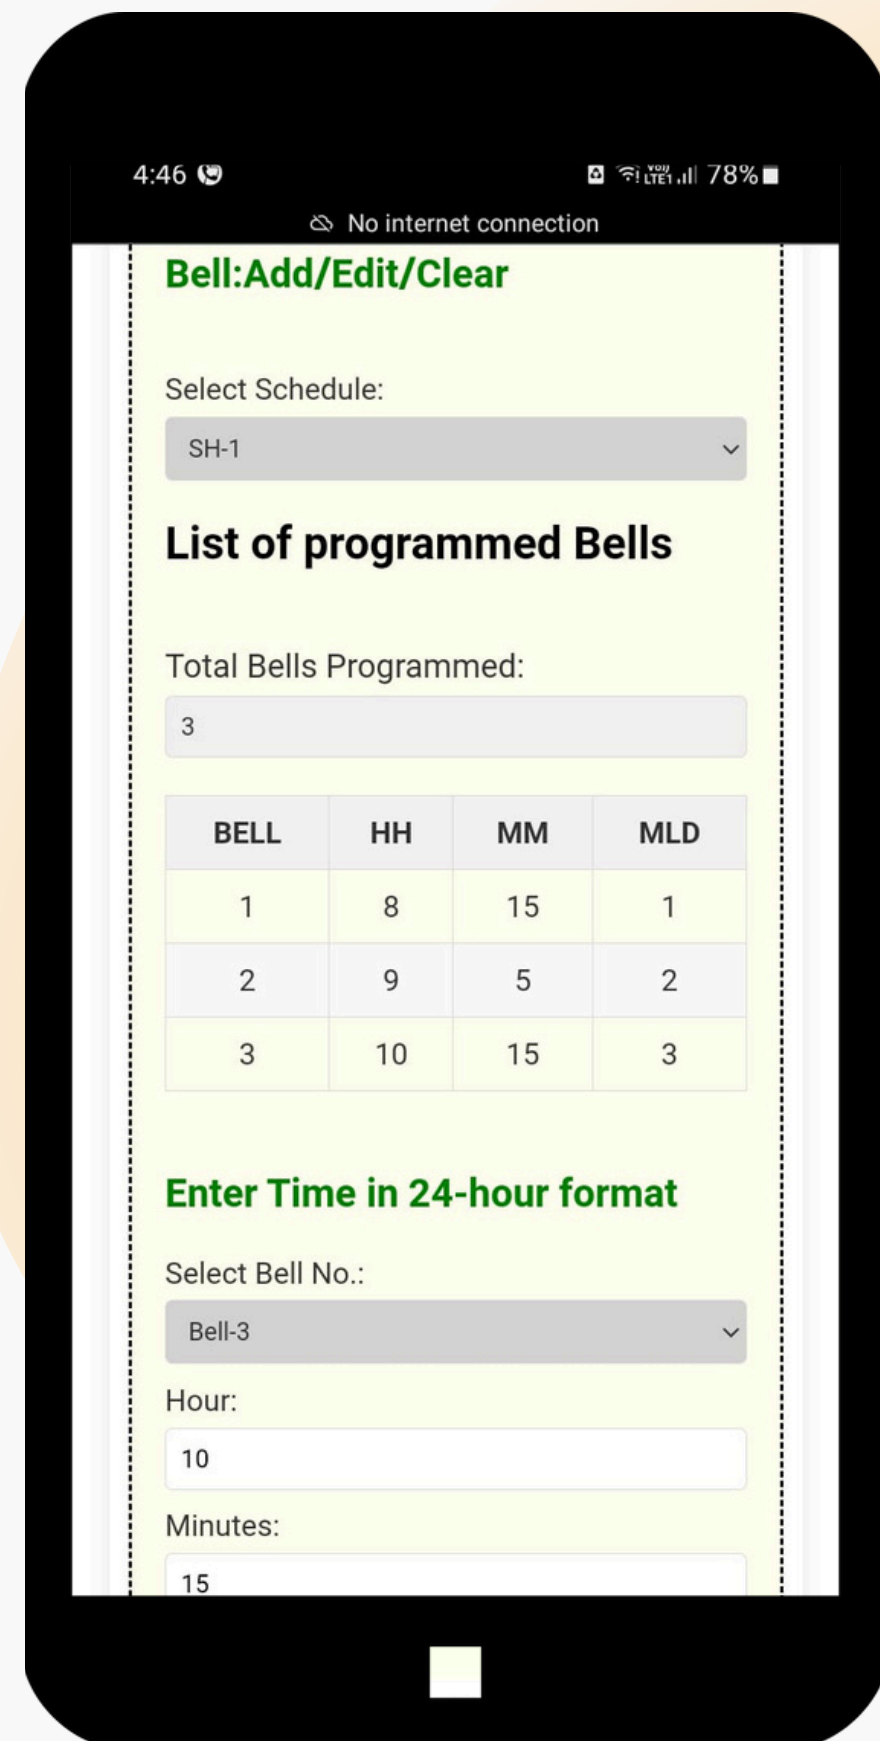 4:46 78%
No internet connection
Bell:Add/Edit/Clear
Select Schedule:
SH-1
List of programmed Bells
Total Bells Programmed:
3
BELL HH MM MLD
1 8 15 1
2 9 5 2
3 10 15 3
Enter Time in 24-hour format
Select Bell No.:
Bell-3
Hour:
10
Minutes:
15